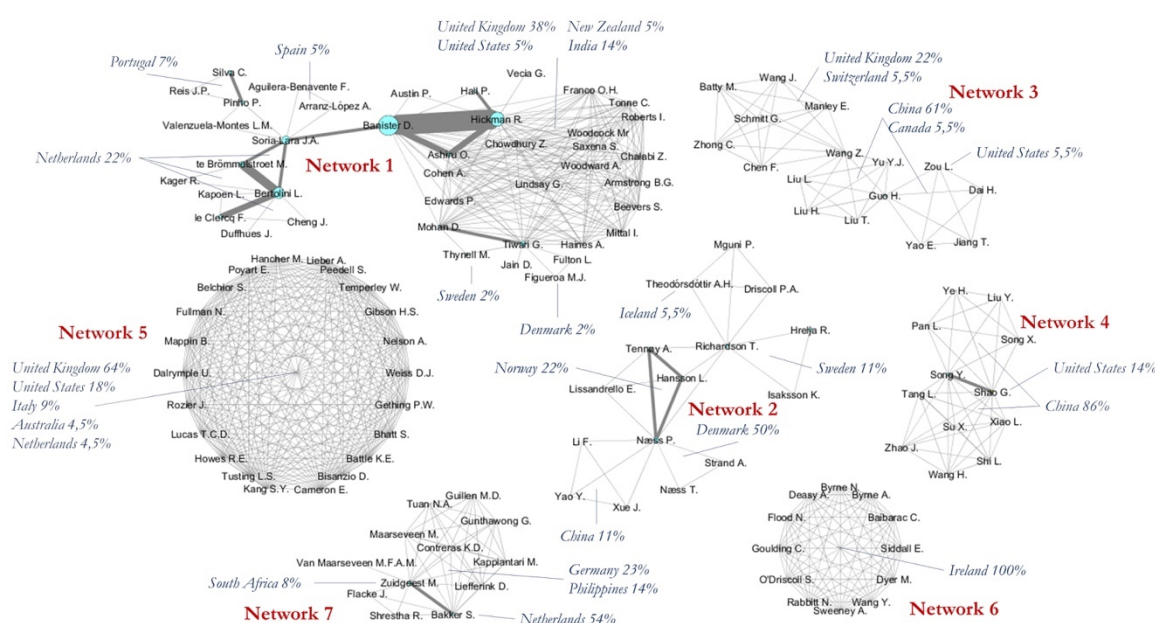 United Kingdom 38%
United States 5%
New Zealand 5%
India 14%
Spain 5%
Portugal 7%
Silva C.
Reis J.P.
Pinho P.
Aguilera-Benavente F.
Arranz-López A.
Valenzuela-Montes L.M.
Soria-Lara J.A.
Netherlands 22%
te Brömmelstroet M.
Network 1
Kager R.
Kapoen L.
Bertolini L.
le Clercq F.
Cheng J.
Duffhues J.
Austin P.
Hall P.
Vecia G.
Banister D.
Hickman R.
Ashiru O.
Chowdhury Z.
Cohen A.
Franco O.H.
Tonne C.
Roberts I.
Woodcock Mr
Saxena S.
Chalabi Z.
Woodward A.
Lindsay G.
Armstrong B.G.
Edwards P.
Beevers S.
Mohan D.
Mittal I.
Tiwari G.
Haines A.
Thynell M.
Jain D.
Fulton L.
Figueroa M.J.
Sweden 2%
Denmark 2%
United Kingdom 22%
Switzerland 5,5%
Network 3
Wang J.
Batty M.
Manley E.
China 61%
Canada 5,5%
Schmitt G.
Zhong C.
Wang Z.
Chen F.
Yu Y.J.
Zou L.
United States 5,5%
Liu L.
Guo H.
Dai H.
Liu H.
Liu T.
Yao E.
Jiang T.
Hancher M.
Lieber A.
Poyart E.
Peedell S.
Belchior S.
Temperley W.
Fullman N.
Gibson H.S.
Network 5
Mappin B.
Nelson A.
United Kingdom 64%
United States 18%
Italy 9%
Australia 4,5%
Netherlands 4,5%
Dalrymple U.
Weiss D.J.
Rozier J.
Gething P.W.
Lucas T.C.D.
Bhatt S.
Howes R.E.
Battle K.E.
Tusting L.S.
Bisanzio D.
Kang S.Y.
Cameron E.
Mguni P.
Theodórsdóttir A.H.
Driscoll P.A.
Iceland 5,5%
Hrelja R.
Tennøy A.
Richardson T.
Norway 22%
Hansson L.
Sweden 11%
Lissandrello E.
Isaksson K.
Network 2
Denmark 50%
Li F.
Næss P.
Strand A.
Yao Y.
Næss T.
Xue J.
China 11%
Ye H.
Liu Y.
Pan L.
Network 4
Song X.
Song Y.
United States 14%
Tang L.
Shao G.
China 86%
Su X.
Xiao L.
Zhao J.
Shi L.
Wang H.
Guillen M.D.
Tuan N.A.
Gunthawong G.
Maarseveen M.
Contreras K.D.
Van Maarseveen M.F.A.M.
Kapplantari M.
South Africa 8%
Zuidgeest M.
Liefferink D.
Germany 23%
Philippines 14%
Flacke J.
Network 7
Shrestha R.
Bakker S.
Netherlands 54%
Byrne N.
Deasy A.
Byrne A.
Flood N.
Baibarac C.
Goulding C.
Siddall E.
Ireland 100%
O'Driscoll S.
Dyer M.
Rabbitt N.
Wang Y.
Sweeney A.
Network 6